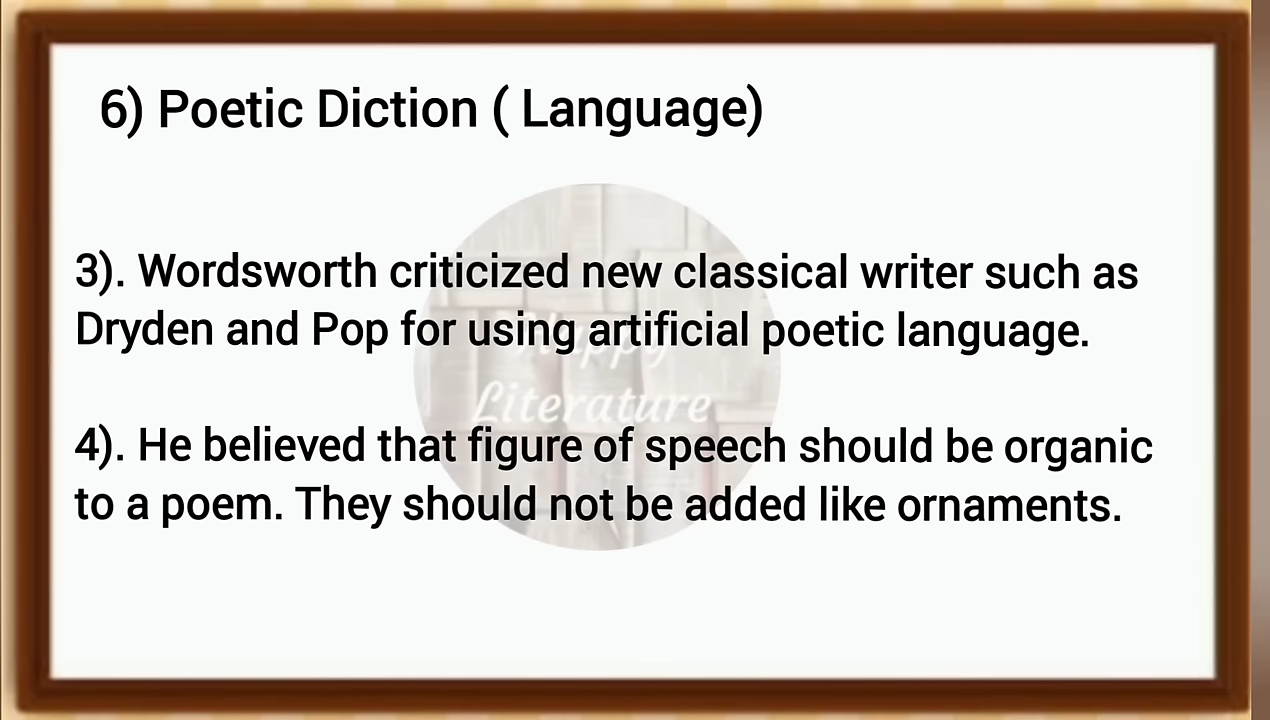 6) Poetic Diction ( Language)
3). Wordsworth criticized new classical writer such as
Dryden and Pop for using artificial poetic language.
Happy
Literature
4). He believed that figure of speech should be organic
to a poem. They should not be added like ornaments.